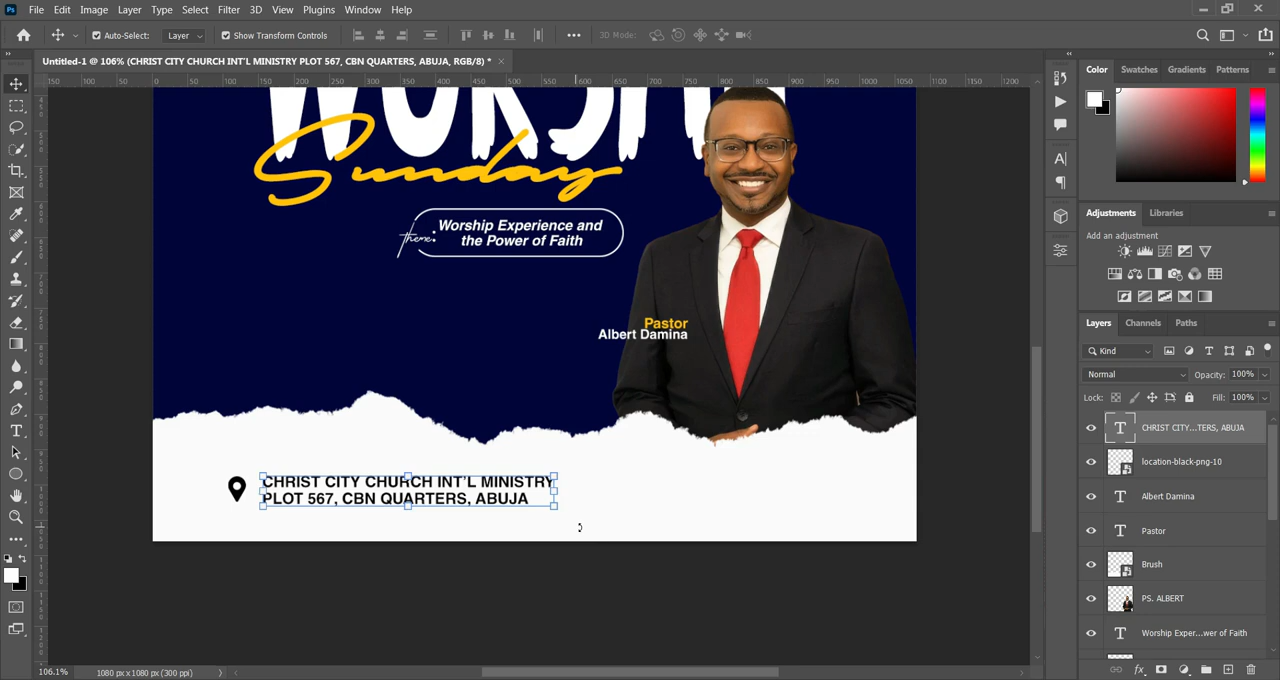 File Edit Image Layer Type Select Filter 3D View Plugins Window Help
Auto-Select: Layer Show Transform Controls 3D Mode:
Untitled-1 @ 106% (CHRIST CITY CHURCH INT'L MINISTRY PLOT 567, CBN QUARTERS, ABUJA, RGB/8) *
WORSHIP
Sunday
theme:
Worship Experience and
the Power of Faith
Pastor
Albert Damina
CHRIST CITY CHURCH INT'L MINISTRY
PLOT 567, CBN QUARTERS, ABUJA
106.1% 1080 px x 1080 px (300 ppi)
Color Swatches Gradients Patterns
Adjustments Libraries
Add an adjustment
Layers Channels Paths
Kind
Normal Opacity: 100%
Lock: Fill: 100%
CHRIST CITY...TERS, ABUJA
location-black-png-10
Albert Damina
Pastor
Brush
PS. ALBERT
Worship Exper...wer of Faith